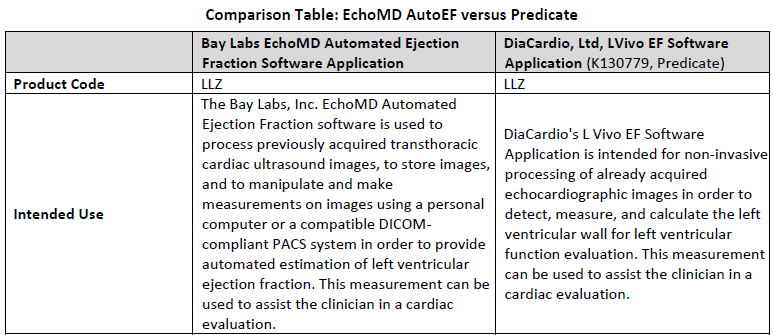 Comparison Table: EchoMD AutoEF versus Predicate
Bay Labs EchoMD Automated Ejection
Fraction Software Application
DiaCardio, Ltd, LVivo EF Software
Application (K130779, Predicate)
Product Code
LLZ
LLZ
Intended Use
The Bay Labs, Inc. EchoMD Automated
Ejection Fraction software is used to
process previously acquired transthoracic
cardiac ultrasound images, to store images,
and to manipulate and make
measurements on images using a personal
computer or a compatible DICOM-
compliant PACS system in order to provide
automated estimation of left ventricular
ejection fraction. This measurement can be
used to assist the clinician in a cardiac
evaluation.
DiaCardio's L Vivo EF Software
Application is intended for non-invasive
processing of already acquired
echocardiographic images in order to
detect, measure, and calculate the left
ventricular wall for left ventricular
function evaluation. This measurement
can be used to assist the clinician in a
cardiac evaluation.